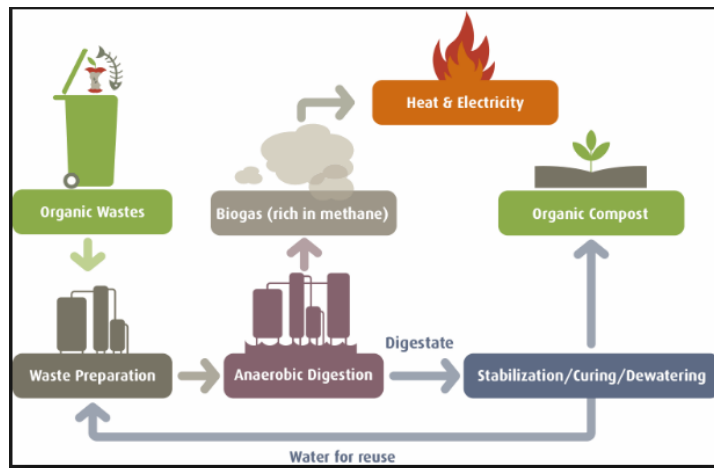 Heat & Electricity
Organic Wastes
Biogas (rich in methane)
Organic Compost
Digestate
Waste Preparation
Anaerobic Digestion
Stabilization/Curing/Dewatering
Water for reuse